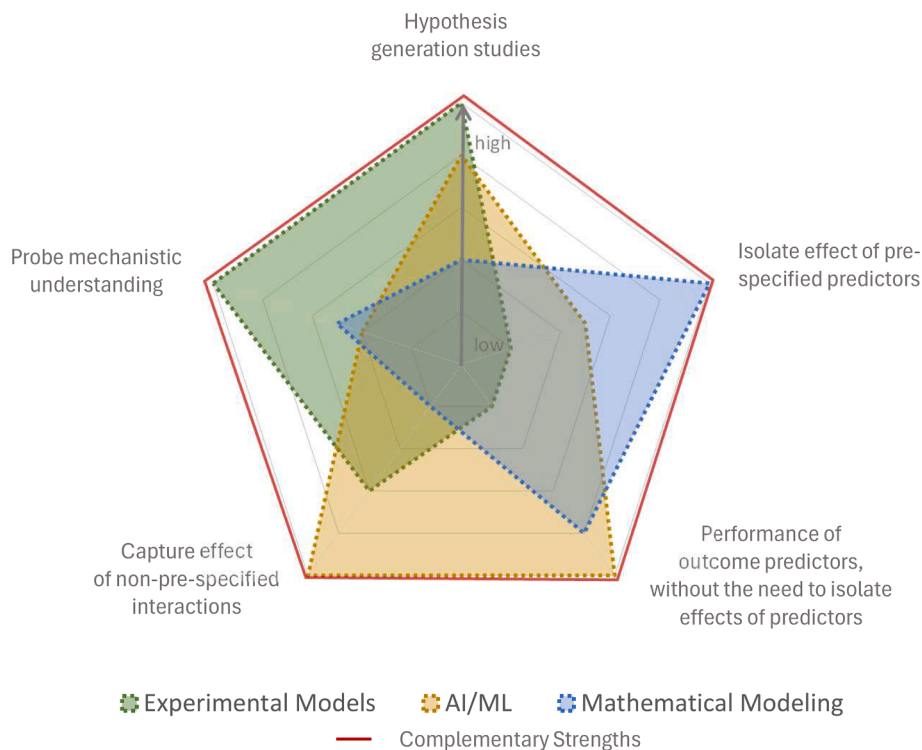 Hypothesis
generation studies
high
Isolate effect of pre-
specified predictors
Probe mechanistic
understanding
low
Capture effect
of non-pre-specified
interactions
Performance of
outcome predictors,
without the need to isolate
effects of predictors
Experimental Models
AI/ML
Mathematical Modeling
Complementary Strengths